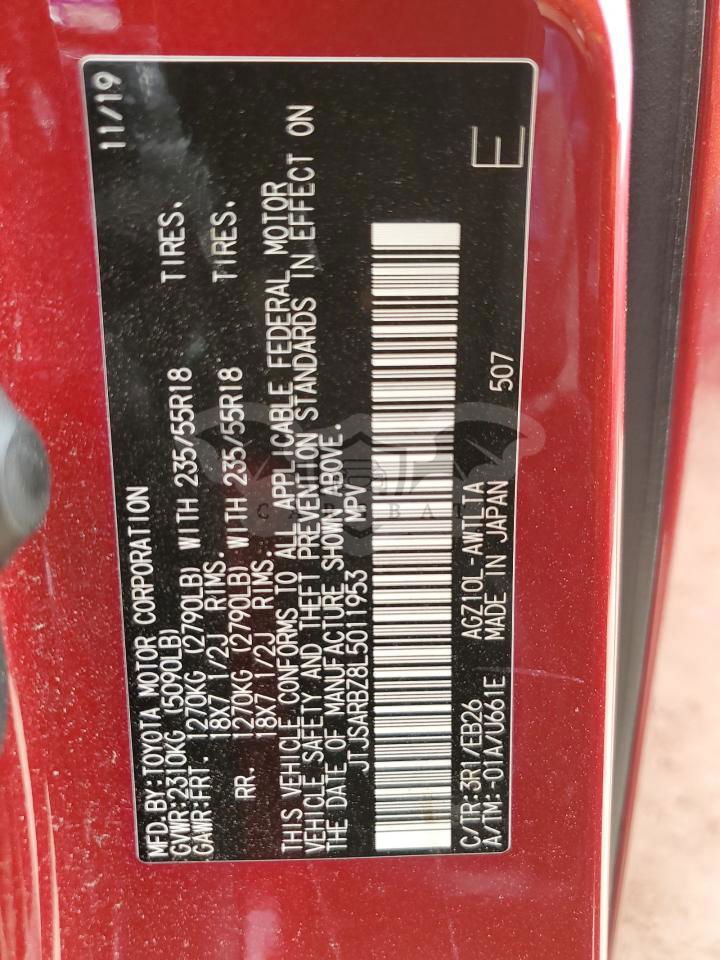 MFD.BY:TOYOTA MOTOR CORPORATION 11/19
GVWR:2310KG (5090LB)
GAWR:FRT. 1270KG (2790LB) WITH 235/55R18 TIRES.
18X7 1/2J RIMS.
RR. 1270KG (2790LB) WITH 235/55R18 TIRES.
18X7 1/2J RIMS.
THIS VEHICLE CONFORMS TO ALL APPLICABLE FEDERAL MOTOR
VEHICLE SAFETY AND THEFT PREVENTION STANDARDS IN EFFECT ON
THE DATE OF MANUFACTURE SHOWN ABOVE.
JTJSARBZ8L5011953 MPV
C/TR:3R1/EB26 AGZ10L-AWTLTA
A/TM:-01A/U661E MADE IN JAPAN 507 E